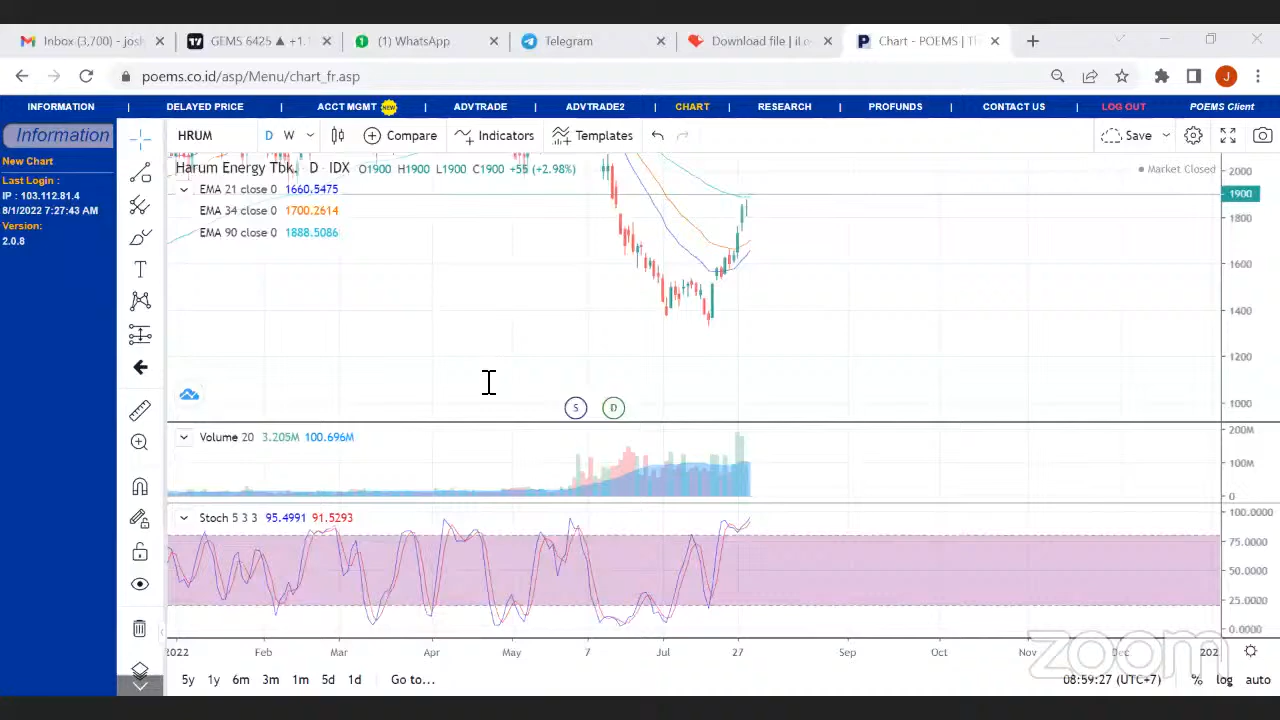 Inbox (3,700) - josh
GEMS 6425 ▲ +1.1
(1) WhatsApp
Telegram
Download file | iLo
Chart - POEMS | Th
poems.co.id/asp/Menu/chart_fr.asp
J
INFORMATION | DELAYED PRICE | ACCT MGMT NEW | ADVTRADE | ADVTRADE2 | CHART | RESEARCH | PROFUNDS | CONTACT US | LOG OUT POEMS Client
Information
New Chart
Last Login :
IP : 103.112.81.4
8/1/2022 7:27:43 AM
Version:
2.0.8
HRUM D W Compare Indicators Templates Save
Harum Energy Tbk. · D · IDX O1900 H1900 L1900 C1900 +55 (+2.98%)
Market Closed
EMA 21 close 0 1660.5475
EMA 34 close 0 1700.2614
EMA 90 close 0 1888.5086
2000
1900
1800
1600
1400
1200
1000
S D
Volume 20 3.205M 100.696M
200M
100M
0
Stoch 5 3 3 95.4991 91.5293
100.0000
75.0000
50.0000
25.0000
0.0000
2022 Feb Mar Apr May 7 Jul 27 Sep Oct Nov Dec 202
zoom
5y 1y 6m 3m 1m 5d 1d Go to... 08:59:27 (UTC+7) % log auto